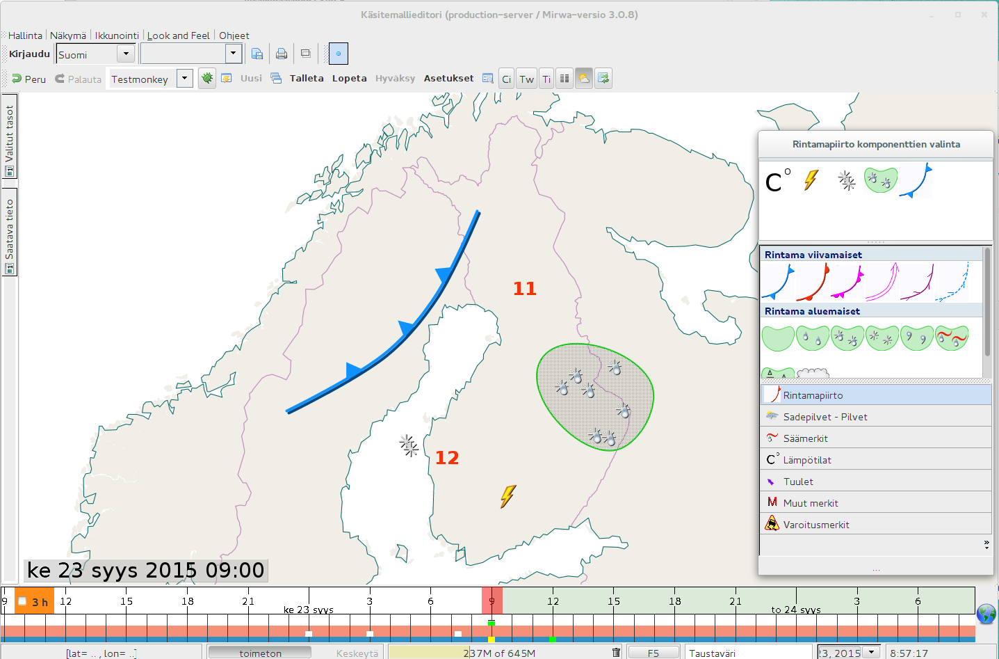 Käsitemallieditori (production-server / Mirwa-versio 3.0.8)
Hallinta Näkymä Ikkunointi Look and Feel Ohjeet
Kirjaudu Suomi
Peru Palauta Testmonkey Uusi Talleta Lopeta Hyväksy Asetukset Ci Tw Ti
Valitut tasot
Saatava tieto
Rintamapiirto komponenttien valinta
C°
Rintama viivamaiset
Rintama aluemaiset
Rintamapiirto
Sadepilvet - Pilvet
Säämerkit
C° Lämpötilat
Tuulet
M Muut merkit
Varoitusmerkit
»
...
11
12
ke 23 syys 2015 09:00
9 3 h 12 15 18 21 3 6 9 12 15 18 21 3 6
ke 23 syys to 24 syys
[lat= .. , lon= ..] toimeton Keskeytä 237M of 645M F5 Taustaväri 23, 2015 8:57:17